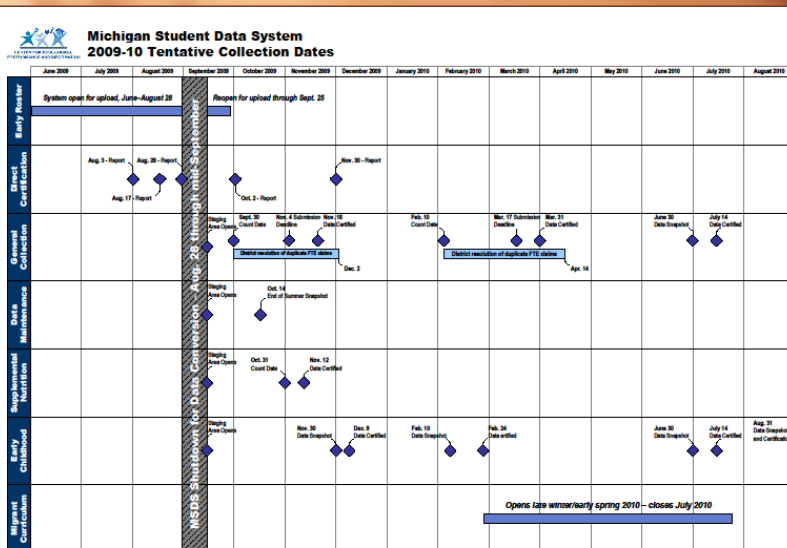 Michigan Student Data System
2009-10 Tentative Collection Dates
CENTER FOR EDUCATIONAL
PERFORMANCE AND INFORMATION
June 2009 July 2009 August 2009 September 2009 October 2009 November 2009 December 2009 January 2010 February 2010 March 2010 April 2010 May 2010 June 2010 July 2010 August 2010
MSDS Shutdown for Data Conversion - Aug. 28 through mid-September
Early Roster
System open for upload, June–August 28
Reopen for upload through Sept. 25
Direct
Certification
Aug. 3 - Report
Aug. 28 - Report
Nov. 30 - Report
Aug. 17 - Report
Oct. 2 - Report
General
Collection
Staging
Area Opens
Sept. 30
Count Date
Nov. 4 Submission
Deadline
Nov. 18
Data Certified
Feb. 10
Count Date
Mar. 17 Submission
Deadline
Mar. 31
Data Certified
June 30
Data Snapshot
July 14
Data Certified
District resolution of duplicate FTE claims
Dec. 2
District resolution of duplicate FTE claims
Apr. 14
Data
Maintenance
Staging
Area Opens
Oct. 14
End of Summer Snapshot
Supplemental
Nutrition
Staging
Area Opens
Oct. 31
Count Date
Nov. 12
Data Certified
Early
Childhood
Staging
Area Opens
Nov. 30
Data Snapshot
Dec. 9
Data Certified
Feb. 10
Data Snapshot
Feb. 24
Data ertified
June 30
Data Snapshot
July 14
Data Certified
Aug. 31
Data Snapshot
and Certificatio
Migrant
Curriculum
Opens late winter/early spring 2010 – closes July 2010